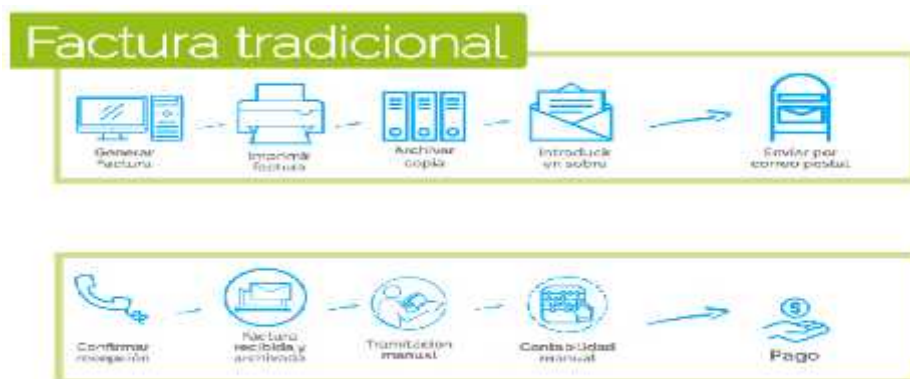 Factura tradicional
Generar
factura
Imprimir
factura
Archivar
copia
Introducir
en sobre
Enviar por
correo postal
Confirmar
recepción
Factura
recibida y
archivada
Tramitación
manual
Contabilidad
manual
Pago